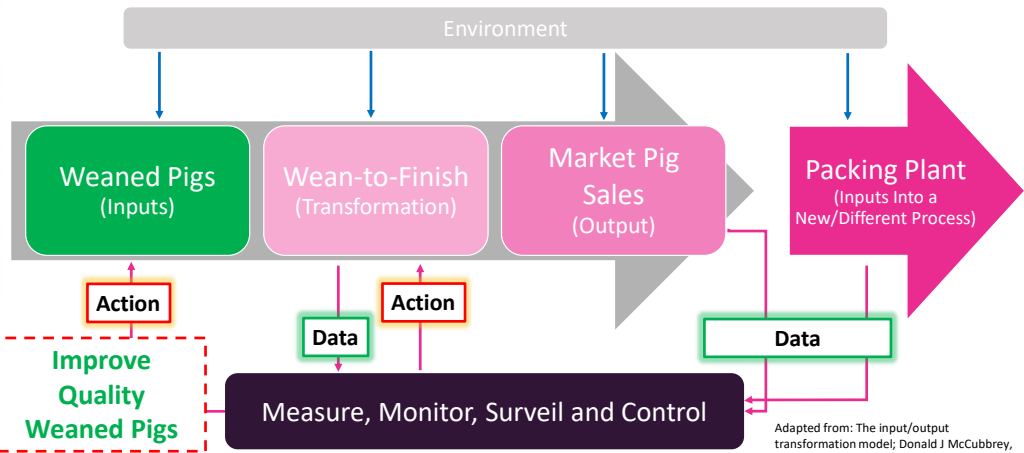 Environment
Weaned Pigs
(Inputs)
Wean-to-Finish
(Transformation)
Market Pig
Sales
(Output)
Packing Plant
(Inputs Into a
New/Different Process)
Action
Data
Action
Data
Improve
Quality
Weaned Pigs
Measure, Monitor, Surveil and Control
Adapted from: The input/output
transformation model; Donald J McCubbrey,